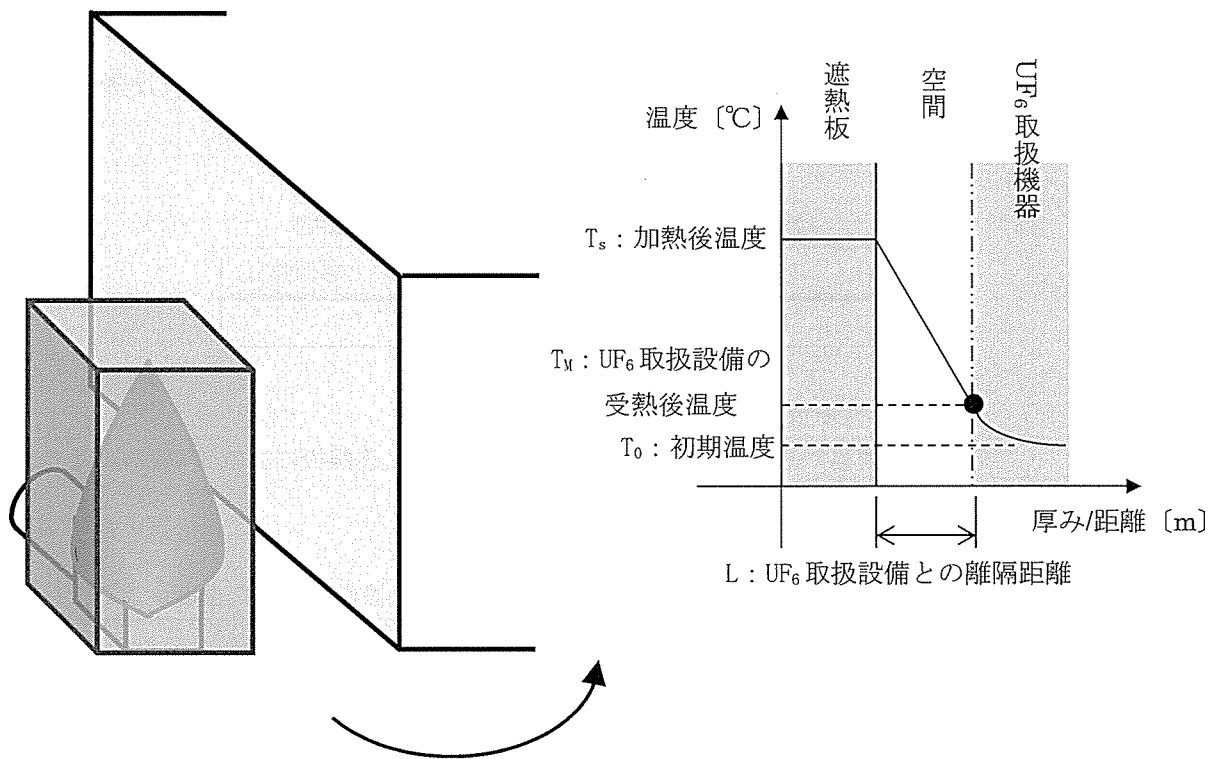 温度〔℃〕
遮熱板
空間
UF₆取扱機器
Tₛ：加熱後温度
T_M：UF₆取扱設備の
受熱後温度
T₀：初期温度
厚み/距離〔m〕
L：UF₆取扱設備との離隔距離